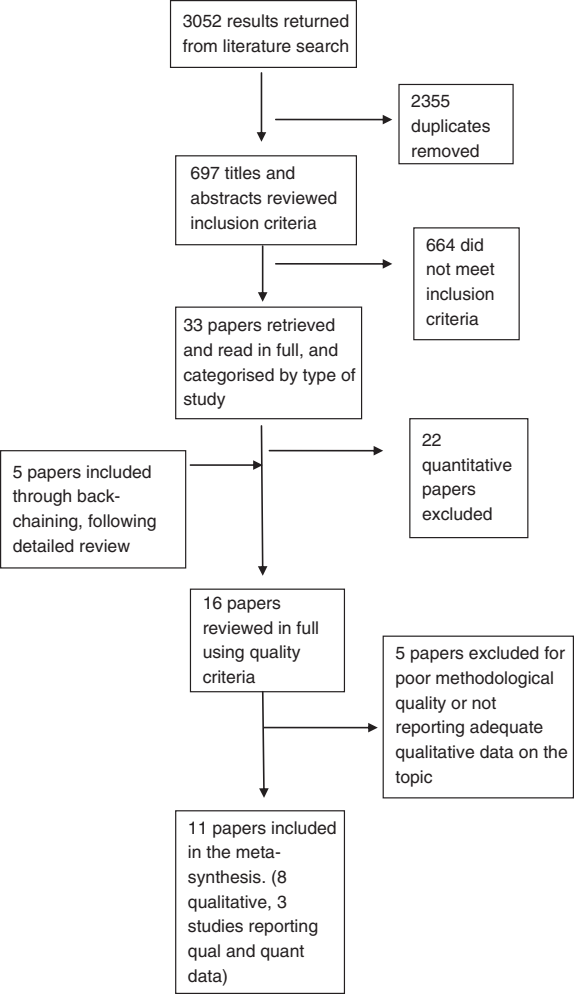 3052 results returned
from literature search
2355
duplicates
removed
697 titles and
abstracts reviewed
inclusion criteria
664 did
not meet
inclusion
criteria
33 papers retrieved
and read in full, and
categorised by type of
study
22
quantitative
papers
excluded
5 papers included
through back-
chaining, following
detailed review
16 papers
reviewed in full
using quality
criteria
5 papers excluded for
poor methodological
quality or not
reporting adequate
qualitative data on the
topic
11 papers included
in the meta-
synthesis. (8
qualitative, 3
studies reporting
qual and quant
data)